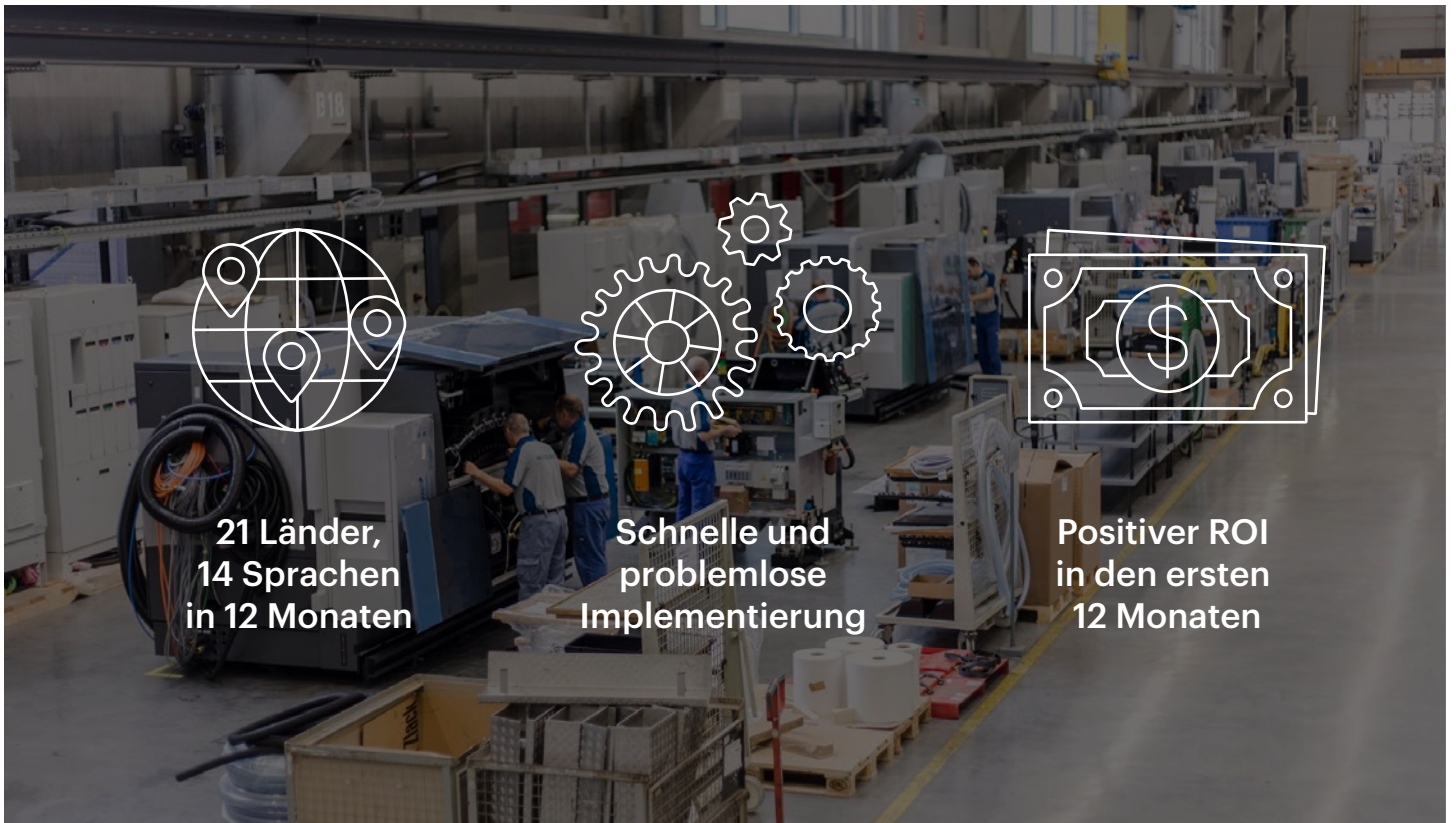 B18
21 Länder,
14 Sprachen
in 12 Monaten
Schnelle und
problemlose
Implementierung
Positiver ROI
in den ersten
12 Monaten